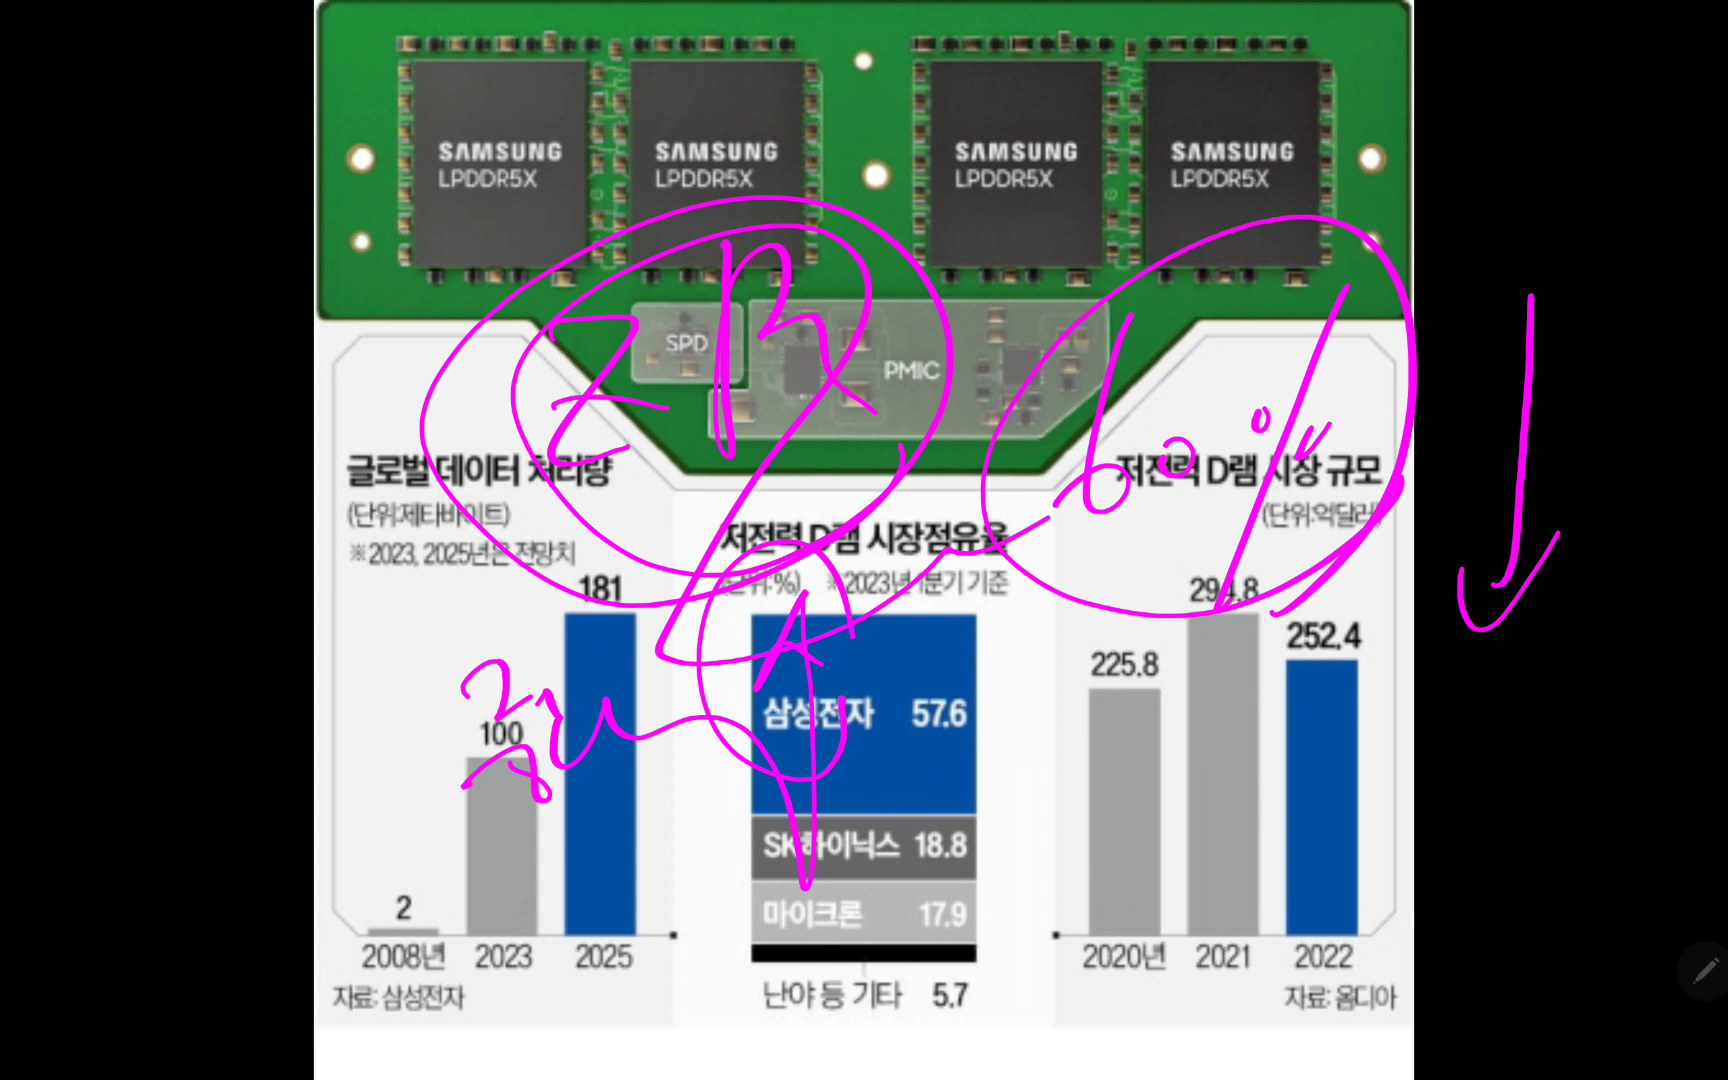 SAMSUNG
LPDDR5X
SAMSUNG
LPDDR5X
SAMSUNG
LPDDR5X
SAMSUNG
LPDDR5X
SPD
PMIC
60%
글로벌 데이터 처리량
(단위:제타바이트)
※2023, 2025년은 전망치
2
100
181
2008년
2023
2025
자료: 삼성전자
저전력 D램 시장점유율
(단위:%) ※2023년 1분기 기준
삼성전자 57.6
SK하이닉스 18.8
마이크론 17.9
난야 등 기타 5.7
저전력 D램 시장 규모
(단위:억달러)
225.8
294.8
252.4
2020년
2021
2022
자료: 옴디아